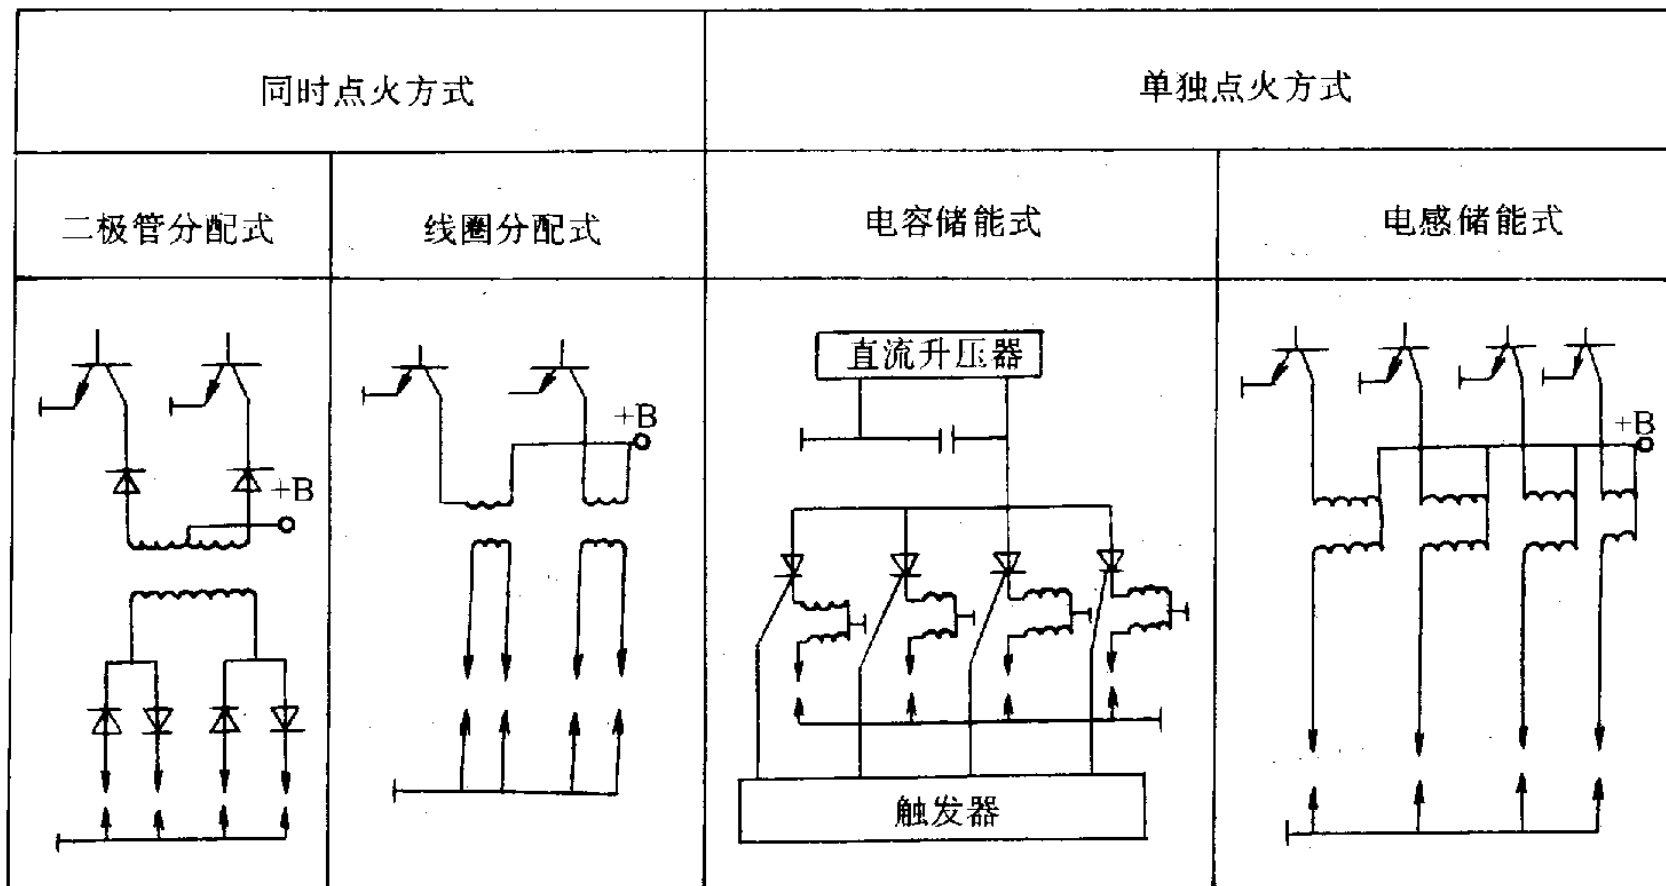 同时点火方式
单独点火方式
二极管分配式
线圈分配式
电容储能式
电感储能式
+B
+B
直流升压器
触发器
+B